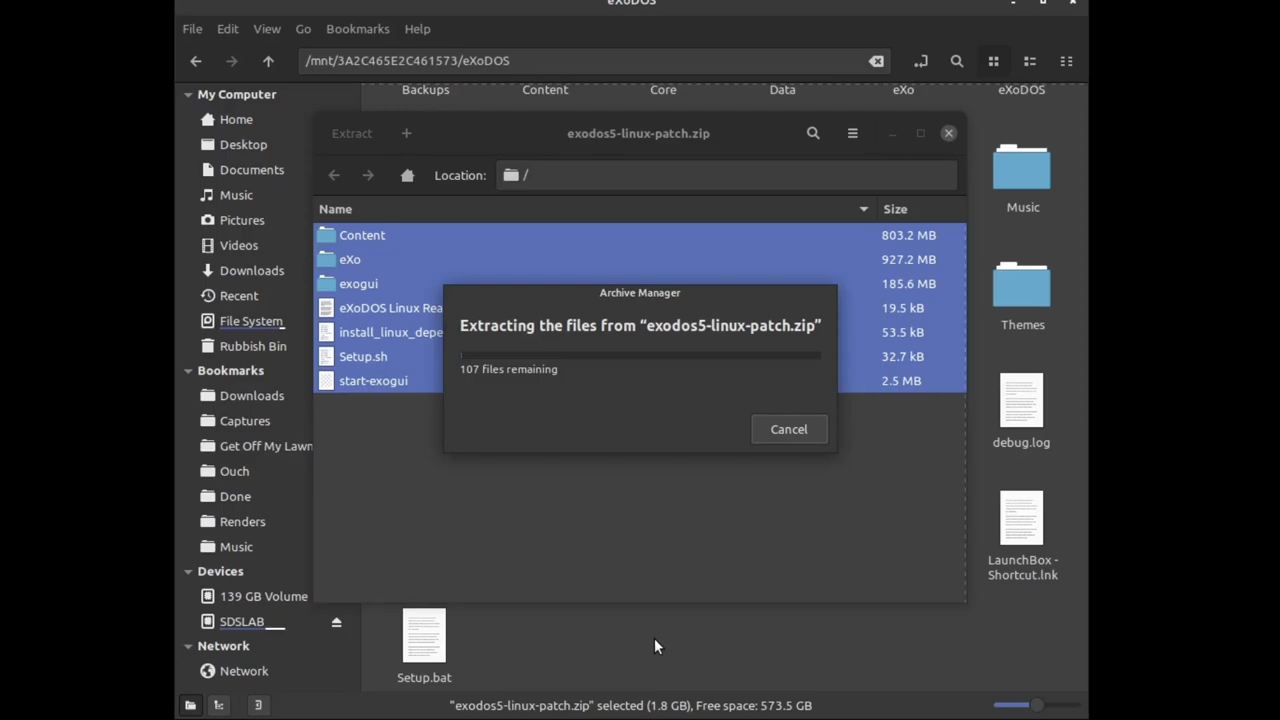 eXoDOS
File Edit View Go Bookmarks Help
/mnt/3A2C465E2C461573/eXoDOS
My Computer
Home
Desktop
Documents
Music
Pictures
Videos
Downloads
Recent
File System
Rubbish Bin
Bookmarks
Downloads
Captures
Get Off My Lawn
Ouch
Done
Renders
Music
Devices
139 GB Volume
SDSLAB
Network
Network
Backups Content Core Data eXo eXoDOS
Extract exodos5-linux-patch.zip
Location: /
Name Size
Content 803.2 MB
eXo 927.2 MB
exogui 185.6 MB
eXoDOS Linux Rea 19.5 kB
install_linux_depe 53.5 kB
Setup.sh 32.7 kB
start-exogui 2.5 MB
Archive Manager
Extracting the files from “exodos5-linux-patch.zip”
107 files remaining
Cancel
Music
Themes
debug.log
LaunchBox -
Shortcut.lnk
Setup.bat
"exodos5-linux-patch.zip" selected (1.8 GB), Free space: 573.5 GB